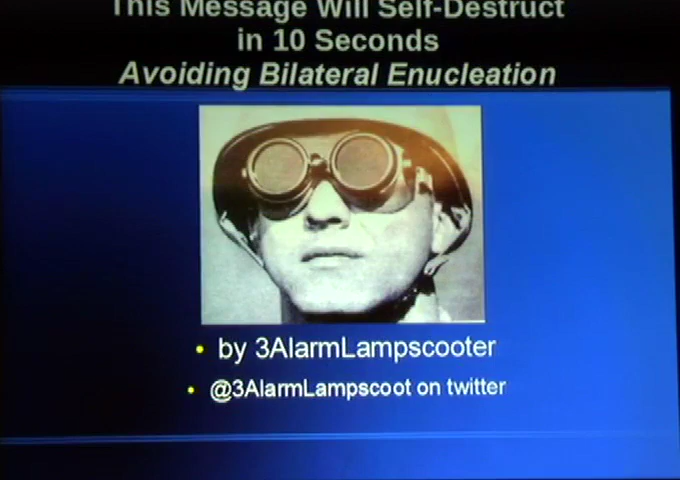 This Message Will Self-Destruct
in 10 Seconds
Avoiding Bilateral Enucleation
by 3AlarmLampscooter
@3AlarmLampscoot on twitter